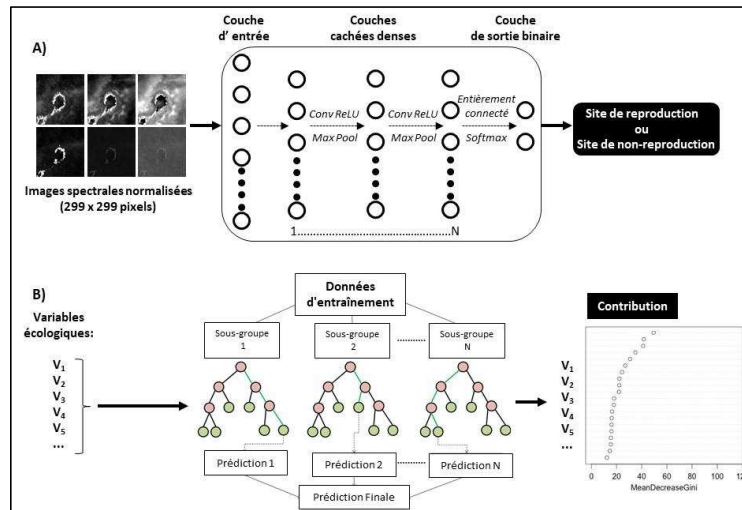 A)
Couche
d' entrée
Couches
cachées denses
Couche
de sortie binaire
Images spectrales normalisées
(299 x 299 pixels)
Conv ReLU
Max Pool
Conv ReLU
Max Pool
Entièrement
connecté
Softmax
1..........................................N
Site de reproduction
ou
Site de non-reproduction
B)
Variables
écologiques:
V1
V2
V3
V4
V5
...
Données
d'entraînement
Sous-groupe
1
Sous-groupe
2
...........
Sous-groupe
N
Prédiction 1
Prédiction 2
...........
Prédiction N
Prédiction Finale
Contribution
V1
V2
V3
V4
V5
...
0 20 40 60 80 100 120
MeanDecreaseGini